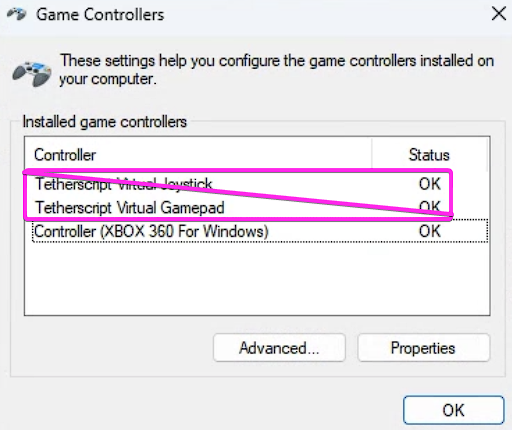 Game Controllers
These settings help you configure the game controllers installed on
your computer.
Installed game controllers
Controller Status
Tetherscript Virtual Joystick OK
Tetherscript Virtual Gamepad OK
Controller (XBOX 360 For Windows) OK
Advanced... Properties
OK